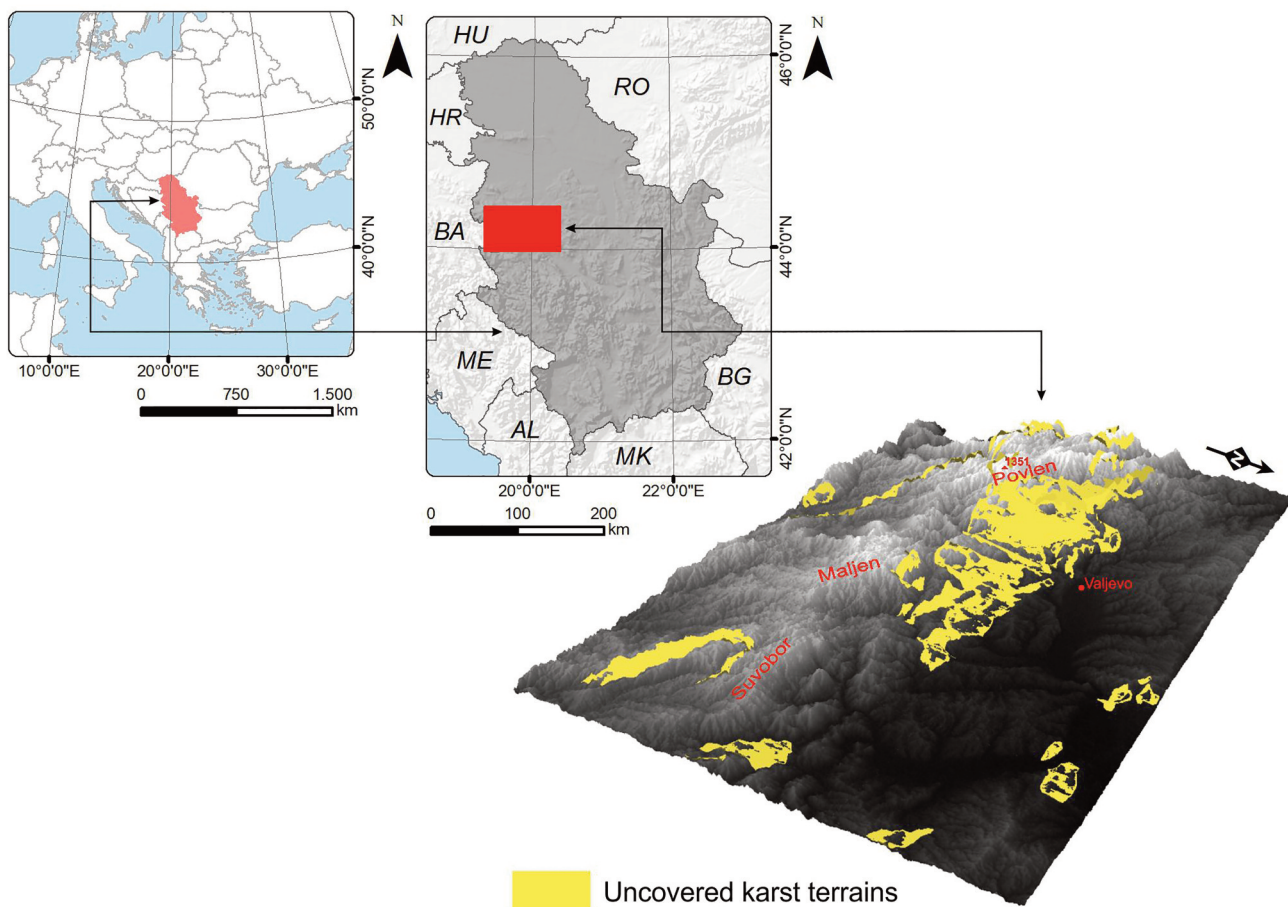 N
50°0'0"N
40°0'0"N
10°0'0"E
20°0'0"E
30°0'0"E
0
750
1.500
km
N
HU
RO
HR
BA
ME
AL
MK
BG
46°0'0"N
44°0'0"N
42°0'0"N
20°0'0"E
22°0'0"E
0
100
200
km
N
1351
Povlen
Maljen
Valjevo
Suvobor
Uncovered karst terrains